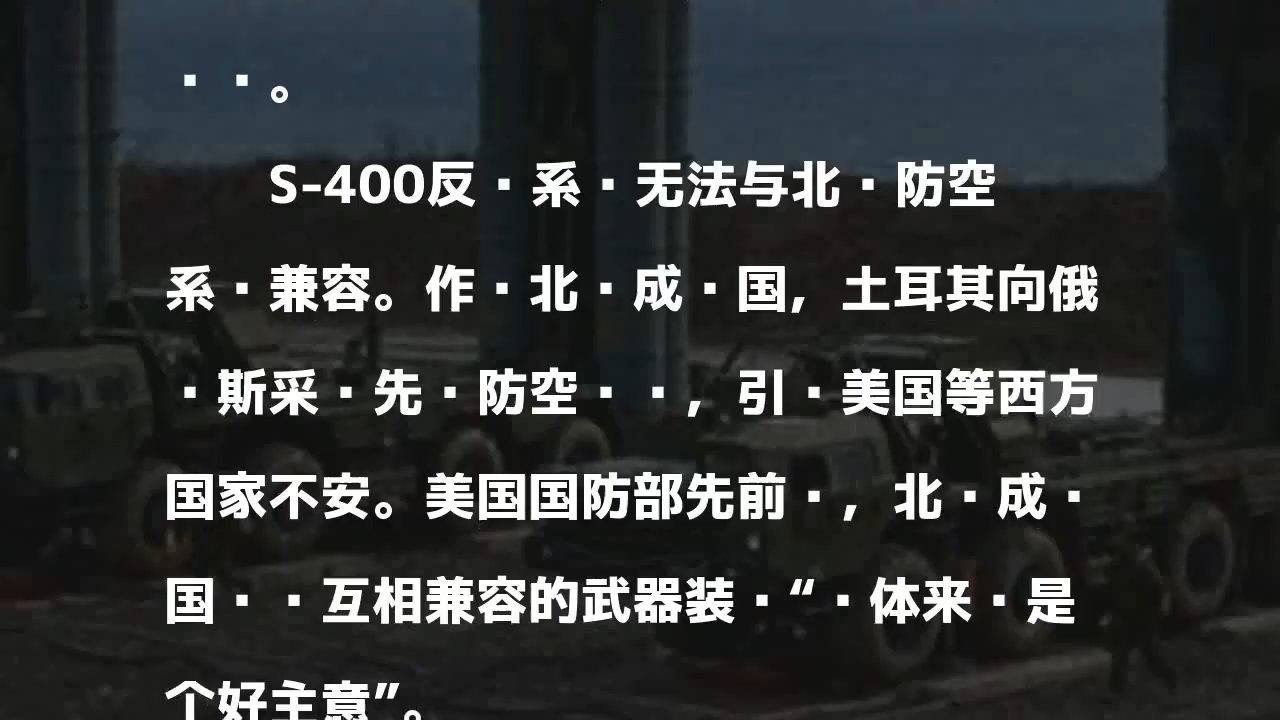 ▪▪。
S-400反▪系▪无法与北▪防空
系▪兼容。作▪北▪成▪国，土耳其向俄
▪斯采▪先▪防空▪▪，引▪美国等西方
国家不安。美国国防部先前▪，北▪成▪
国▪▪互相兼容的武器装▪“▪体来▪是
个好主意”。